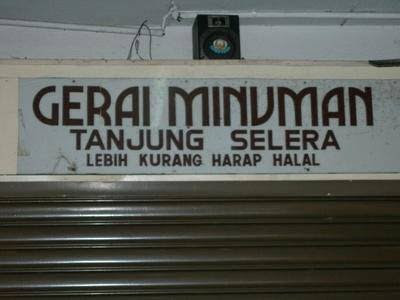 GERAI MINUMAN
TANJUNG SELERA
LEBIH KURANG HARAP HALAL